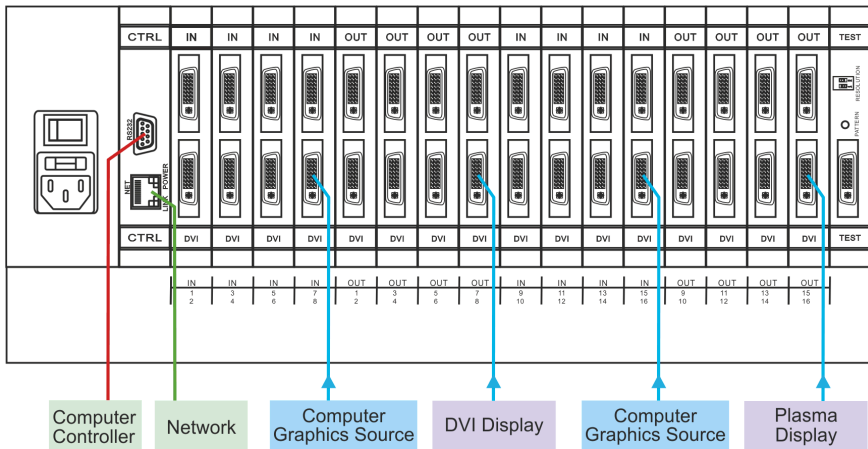 CTRL IN IN IN IN OUT OUT OUT OUT IN IN IN IN OUT OUT OUT OUT TEST
RESOLUTION
RS232
PATTERN
NET
LINK POWER
CTRL DVI DVI DVI DVI DVI DVI DVI DVI DVI DVI DVI DVI DVI DVI DVI DVI TEST
IN IN IN IN OUT OUT OUT OUT IN IN IN IN OUT OUT OUT OUT
1 3 5 7 1 3 5 7 9 11 13 15 9 11 13 15
2 4 6 8 2 4 6 8 10 12 14 16 10 12 14 16
Computer
Controller
Network
Computer
Graphics Source
DVI Display
Computer
Graphics Source
Plasma
Display